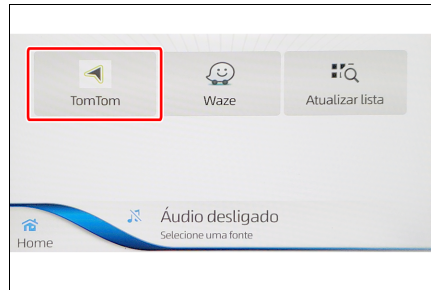 TomTom
Waze
Atualizar lista
Áudio desligado
Selecione uma fonte
Home